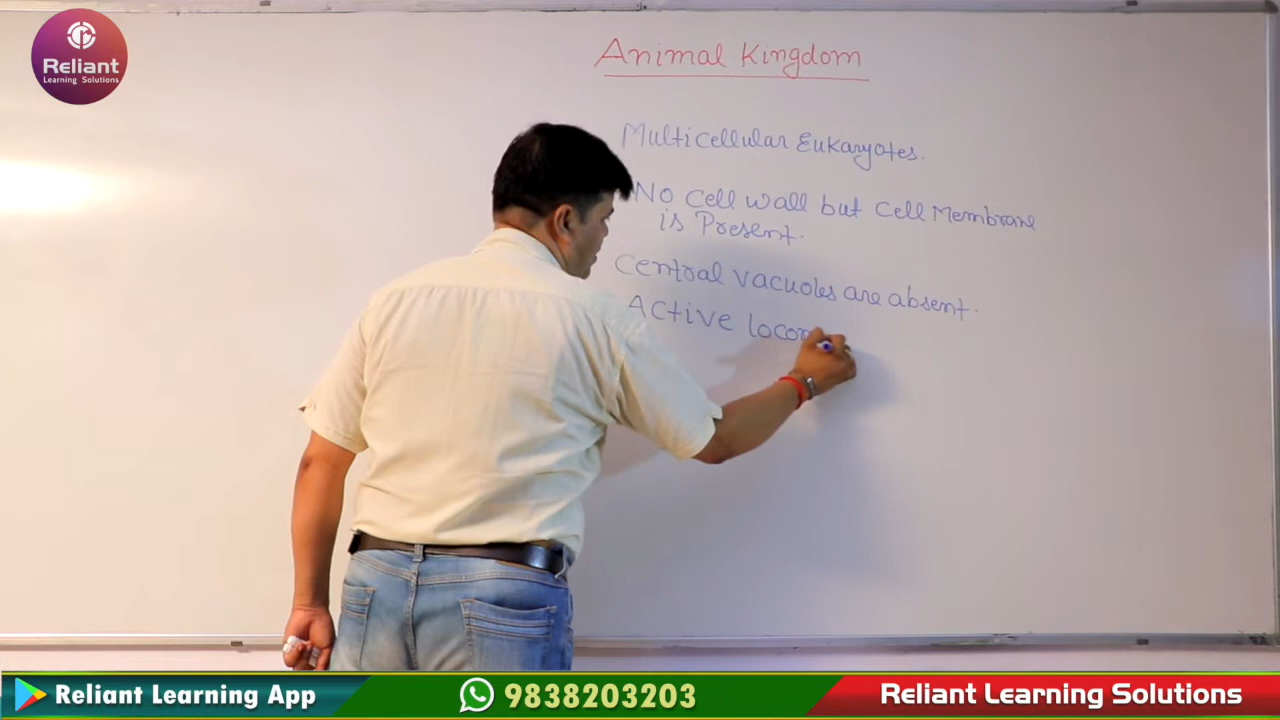 Reliant
Learning Solutions
Animal Kingdom
Multicellular Eukaryotes.
No Cell wall but Cell Membrane
is Present.
Central vacuoles are absent.
Active locom
Reliant Learning App
9838203203
Reliant Learning Solutions